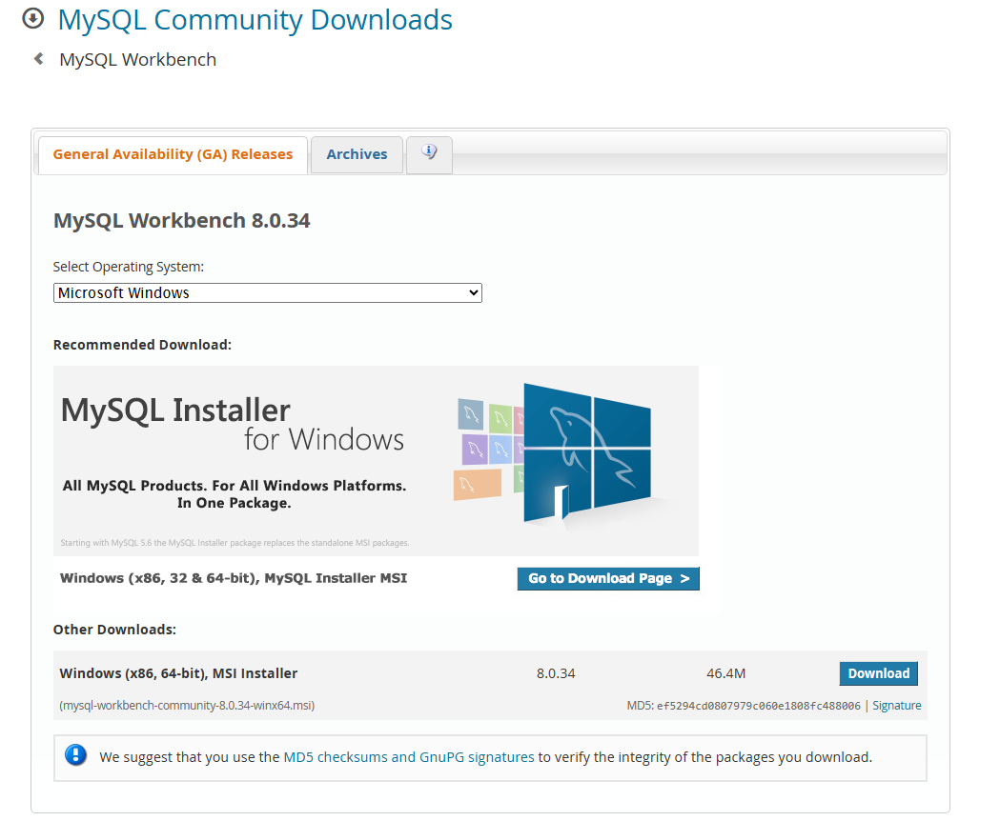 MySQL Community Downloads
MySQL Workbench
General Availability (GA) Releases
Archives
MySQL Workbench 8.0.34
Select Operating System:
Microsoft Windows
Recommended Download:
MySQL Installer
for Windows
All MySQL Products. For All Windows Platforms.
In One Package.
Starting with MySQL 5.6 the MySQL Installer package replaces the standalone MSI packages.
Windows (x86, 32 & 64-bit), MySQL Installer MSI
Go to Download Page >
Other Downloads:
Windows (x86, 64-bit), MSI Installer 8.0.34 46.4M Download
(mysql-workbench-community-8.0.34-winx64.msi) MD5: ef5294cd0807979c060e1808fc488006 | Signature
We suggest that you use the MD5 checksums and GnuPG signatures to verify the integrity of the packages you download.